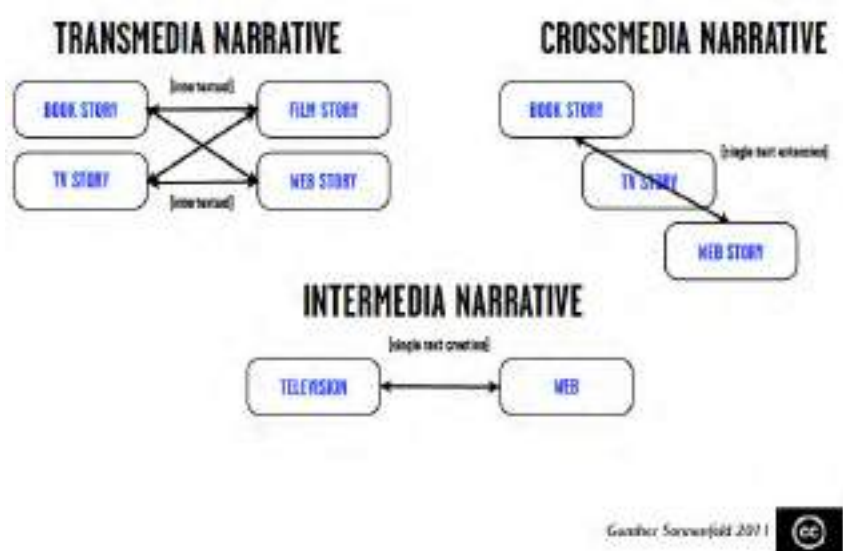 TRANSMEDIA NARRATIVE
[intertextual]
BOOK STORY
FILM STORY
TV STORY
WEB STORY
[intertextual]
CROSSMEDIA NARRATIVE
BOOK STORY
[single text extension]
TV STORY
WEB STORY
INTERMEDIA NARRATIVE
[single text creation]
TELEVISION
WEB
Gunther Sonnenfeld 2011
cc